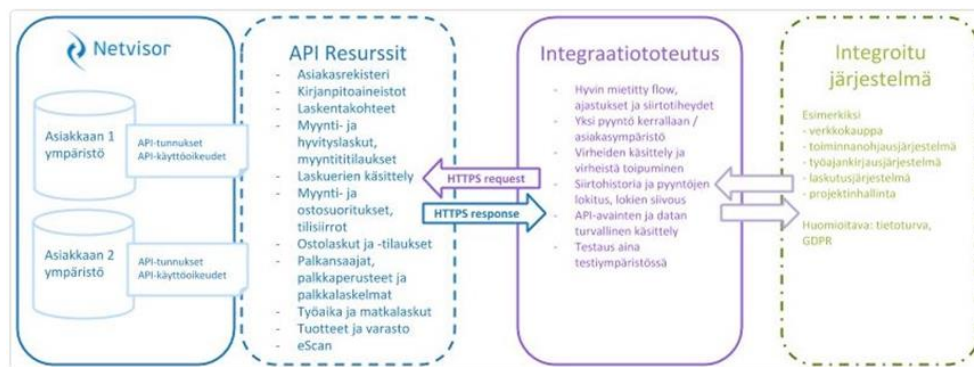 Netvisor
Asiakkaan 1
ympäristö
API-tunnukset
API-käyttöoikeudet
Asiakkaan 2
ympäristö
API-tunnukset
API-käyttöoikeudet
API Resurssit
- Asiakasrekisteri
- Kirjanpitoaineistot
- Laskentakohteet
- Myynti- ja
hyvityslaskut,
myyntitilaukset
- Laskuerien käsittely
- Myynti- ja
ostosuoritukset,
tilisiirrot
- Ostolaskut ja -tilaukset
- Palkansaajat,
palkkaperusteet ja
palkkalaskelmat
- Työaika ja matkalaskut
- Tuotteet ja varasto
- eScan
HTTPS request
HTTPS response
Integraatiototeutus
- Hyvin mietitty flow,
ajastukset ja siirtotiheydet
- Yksi pyyntö kerrallaan /
asiakasympäristö
- Virheiden käsittely ja
virheistä toipuminen
- Siirtohistoria ja pyyntöjen
lokitus, lokien siivous
- API-avainten ja datan
turvallinen käsittely
- Testaus aina
testiympäristössä
Integroitu
järjestelmä
Esimerkiksi
- verkkokauppa
- toiminnanohjausjärjestelmä
- työajankirjausjärjestelmä
- laskutusjärjestelmä
- projektinhallinta
Huomioitava: tietoturva,
GDPR